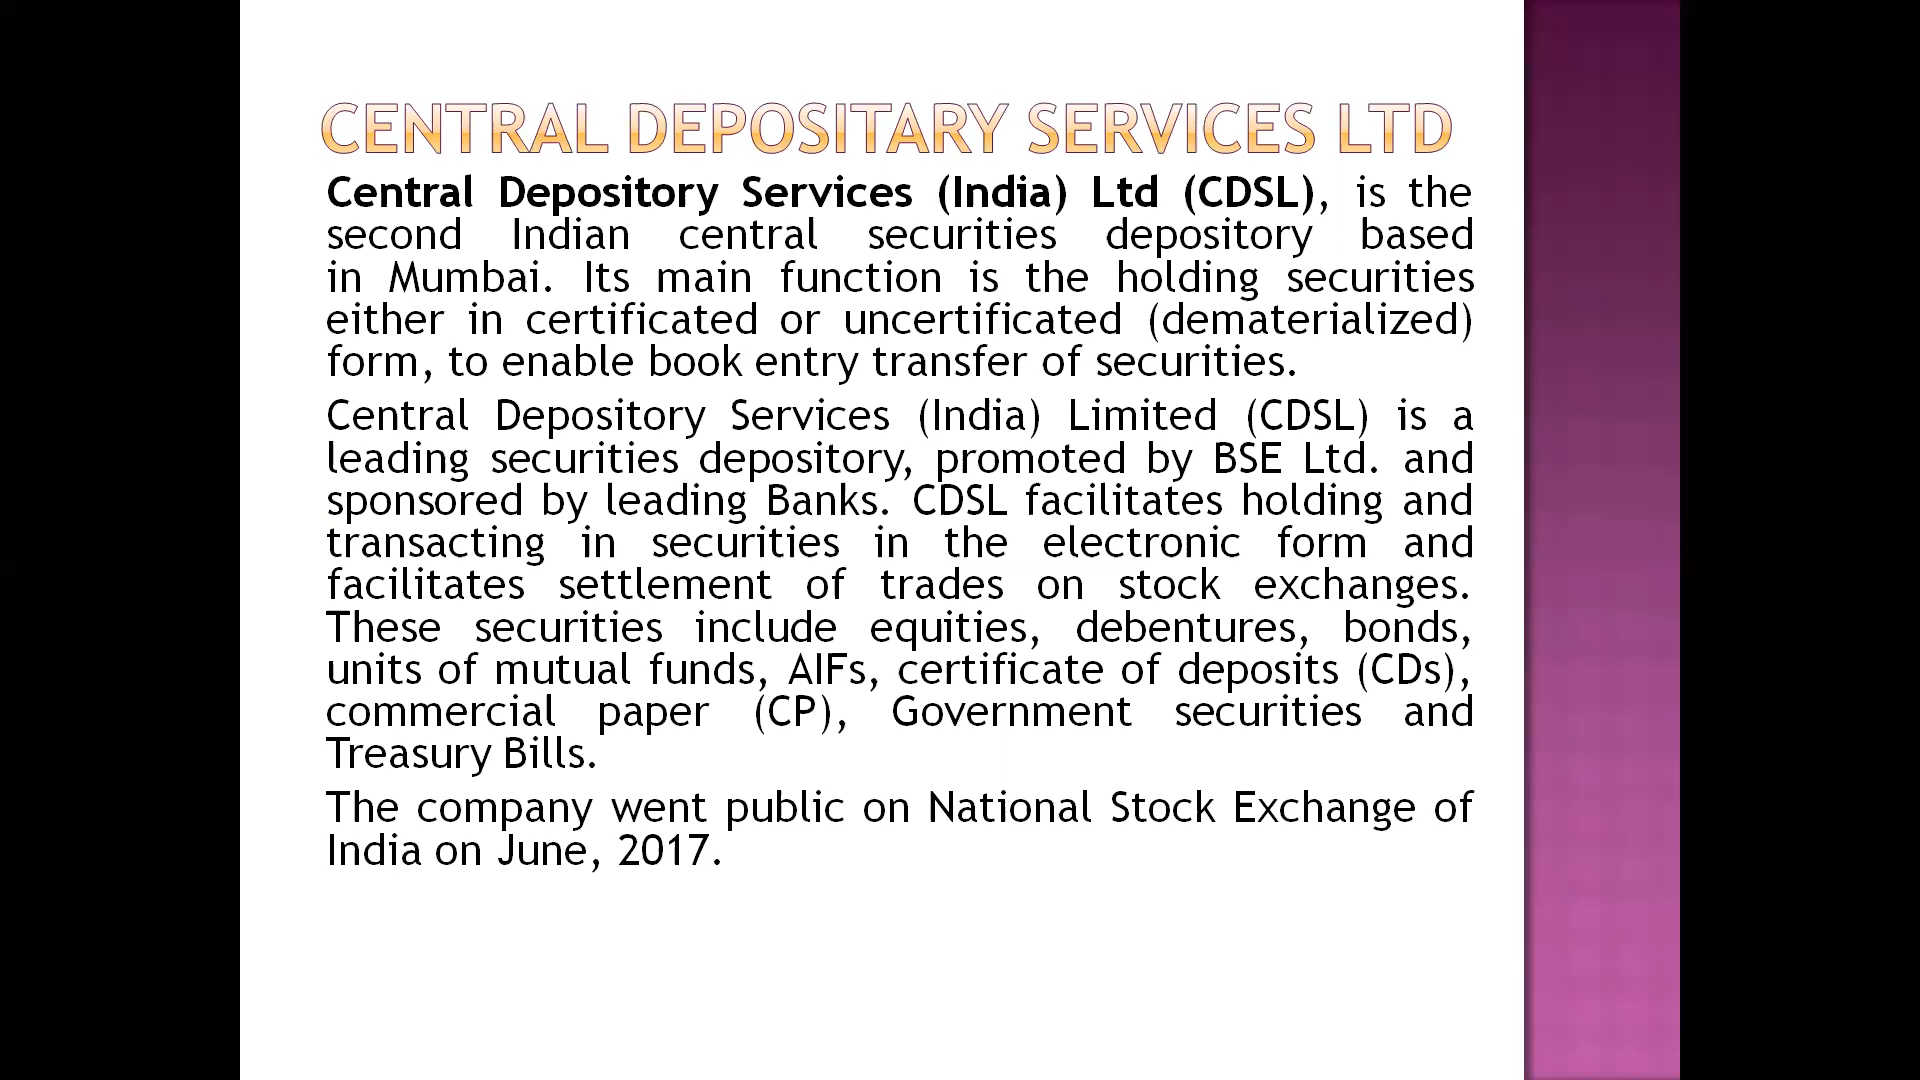 CENTRAL DEPOSITARY SERVICES LTD
Central Depository Services (India) Ltd (CDSL), is the
second Indian central securities depository based
in Mumbai. Its main function is the holding securities
either in certificated or uncertificated (dematerialized)
form, to enable book entry transfer of securities.
Central Depository Services (India) Limited (CDSL) is a
leading securities depository, promoted by BSE Ltd. and
sponsored by leading Banks. CDSL facilitates holding and
transacting in securities in the electronic form and
facilitates settlement of trades on stock exchanges.
These securities include equities, debentures, bonds,
units of mutual funds, AIFs, certificate of deposits (CDs),
commercial paper (CP), Government securities and
Treasury Bills.
The company went public on National Stock Exchange of
India on June, 2017.